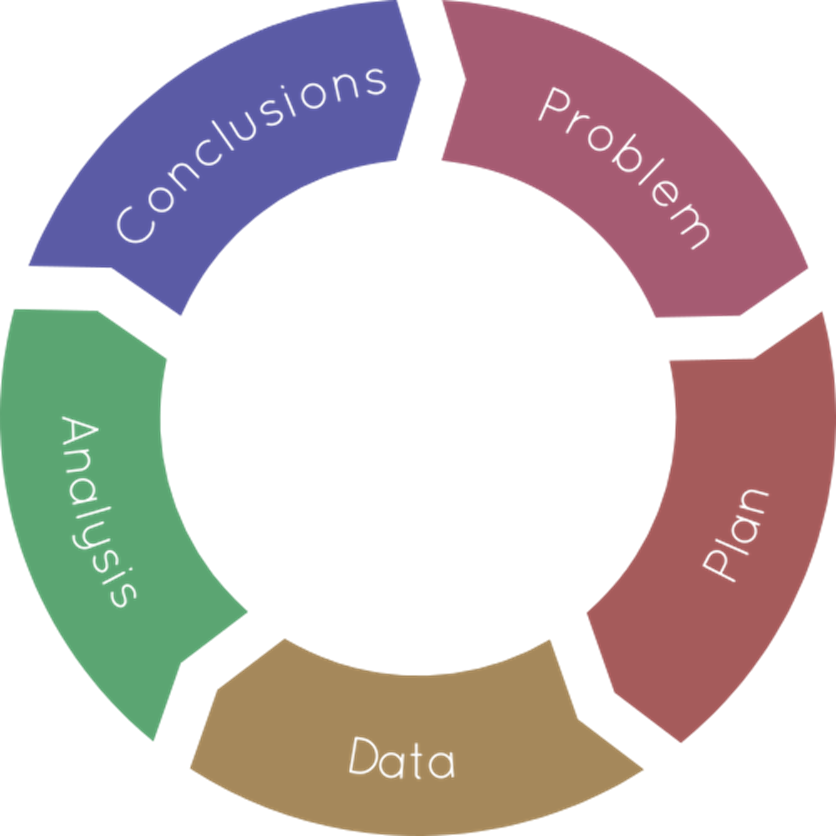 Problem
Plan
Data
Analysis
Conclusions